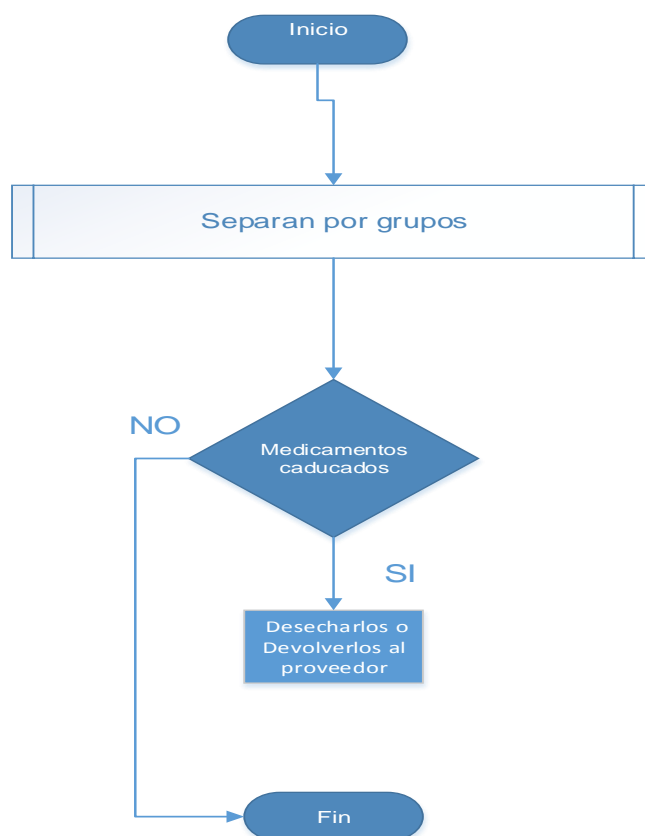 Inicio
Separan por grupos
NO
Medicamentos
caducados
SI
Desecharlos o
Devolverlos al
proveedor
Fin